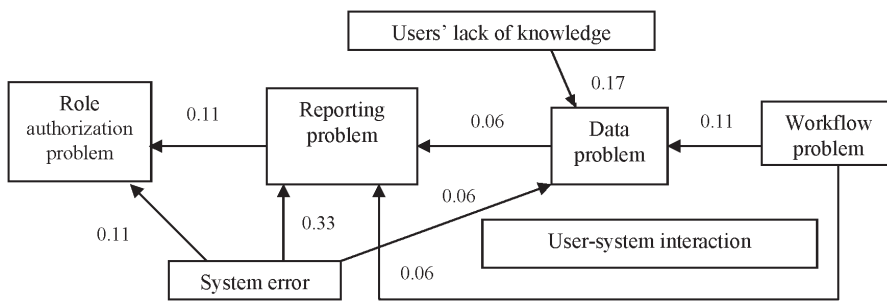 Users' lack of knowledge
0.17
Role
authorization
problem
0.11
Reporting
problem
0.06
Data
problem
0.11
Workflow
problem
0.11
0.33
0.06
User-system interaction
System error
0.06